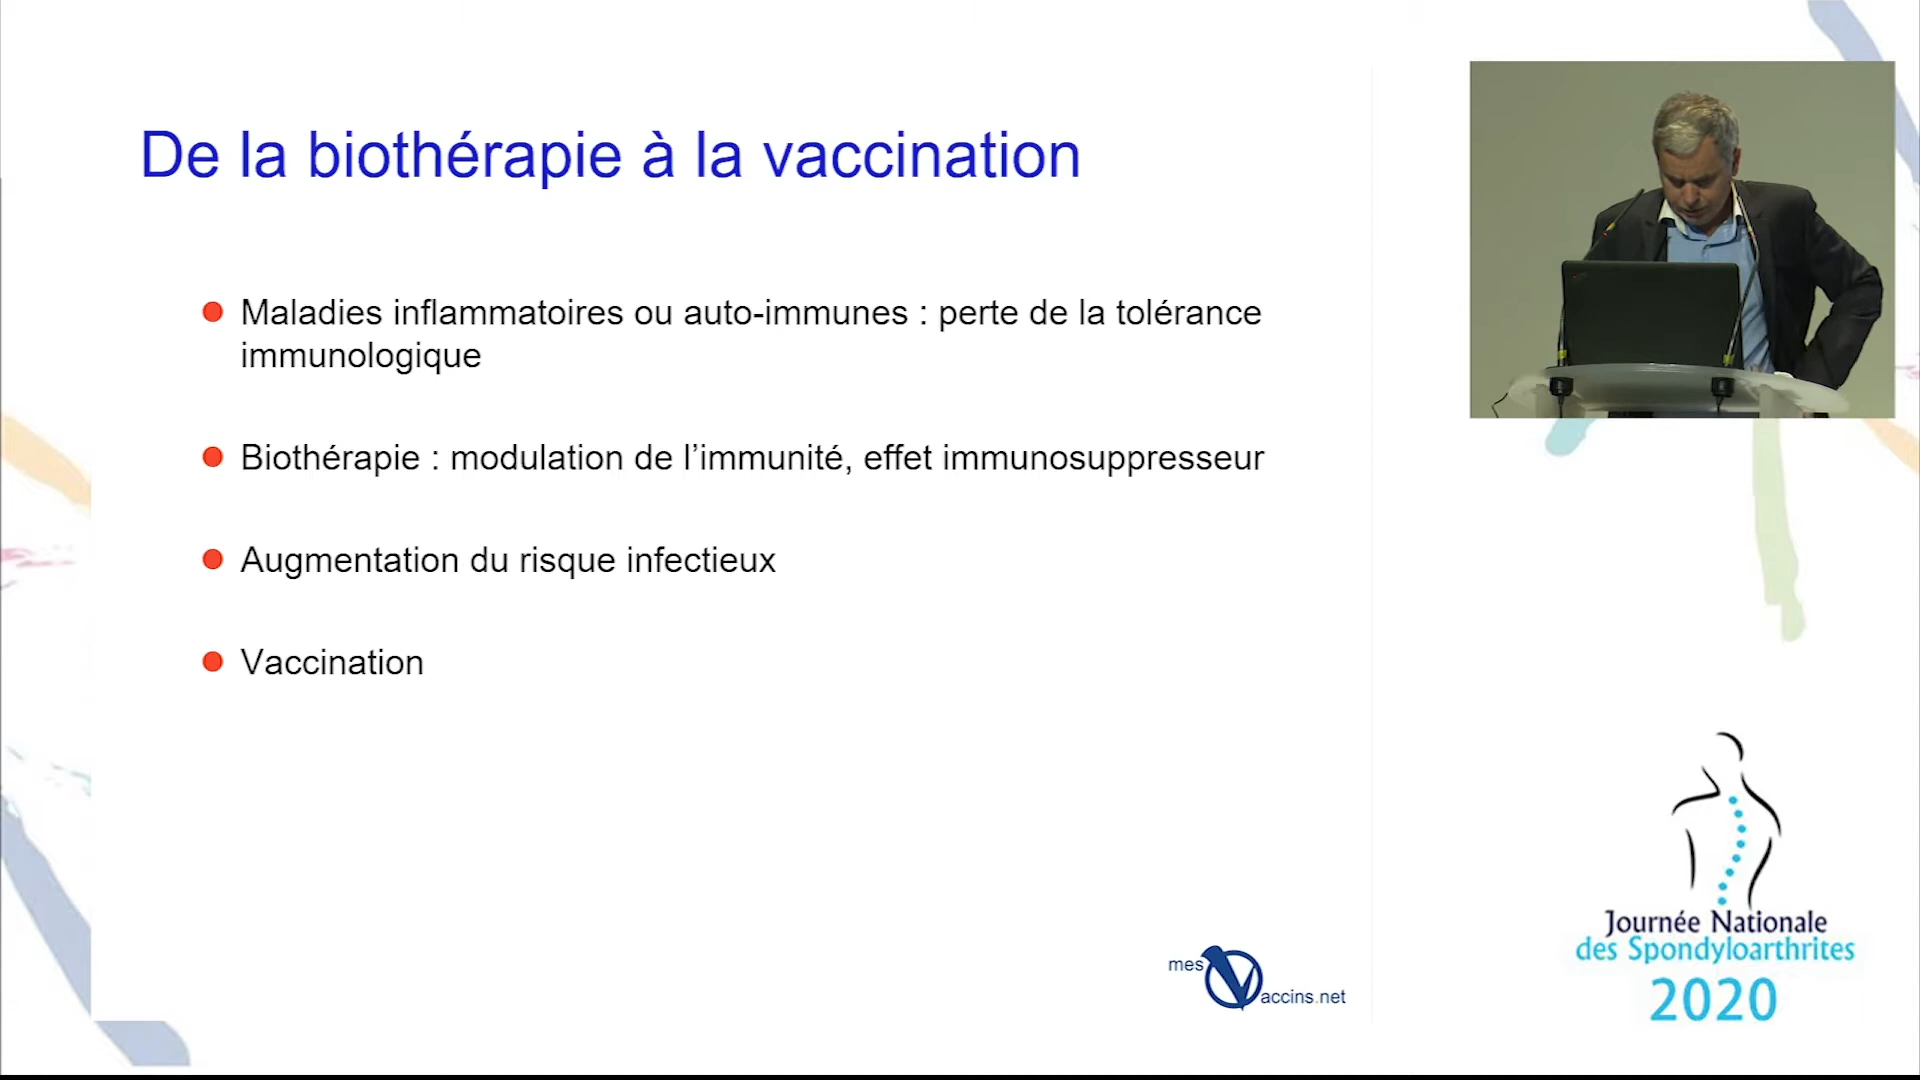 De la biothérapie à la vaccination
Maladies inflammatoires ou auto-immunes : perte de la tolérance
immunologique
Biothérapie : modulation de l’immunité, effet immunosuppresseur
Augmentation du risque infectieux
Vaccination
mes
Vaccins.net
Journée Nationale
des Spondyloarthrites
2020